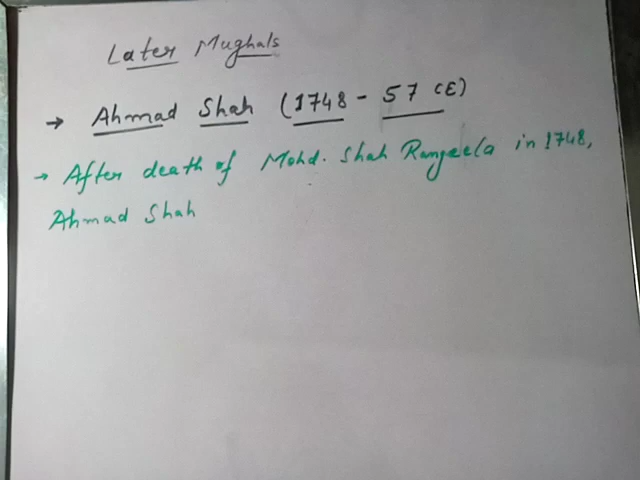 Later Mughals
→ Ahmad Shah (1748 - 57 CE)
→ After death of Mohd. Shah Rangeela in 1748,
Ahmad Shah